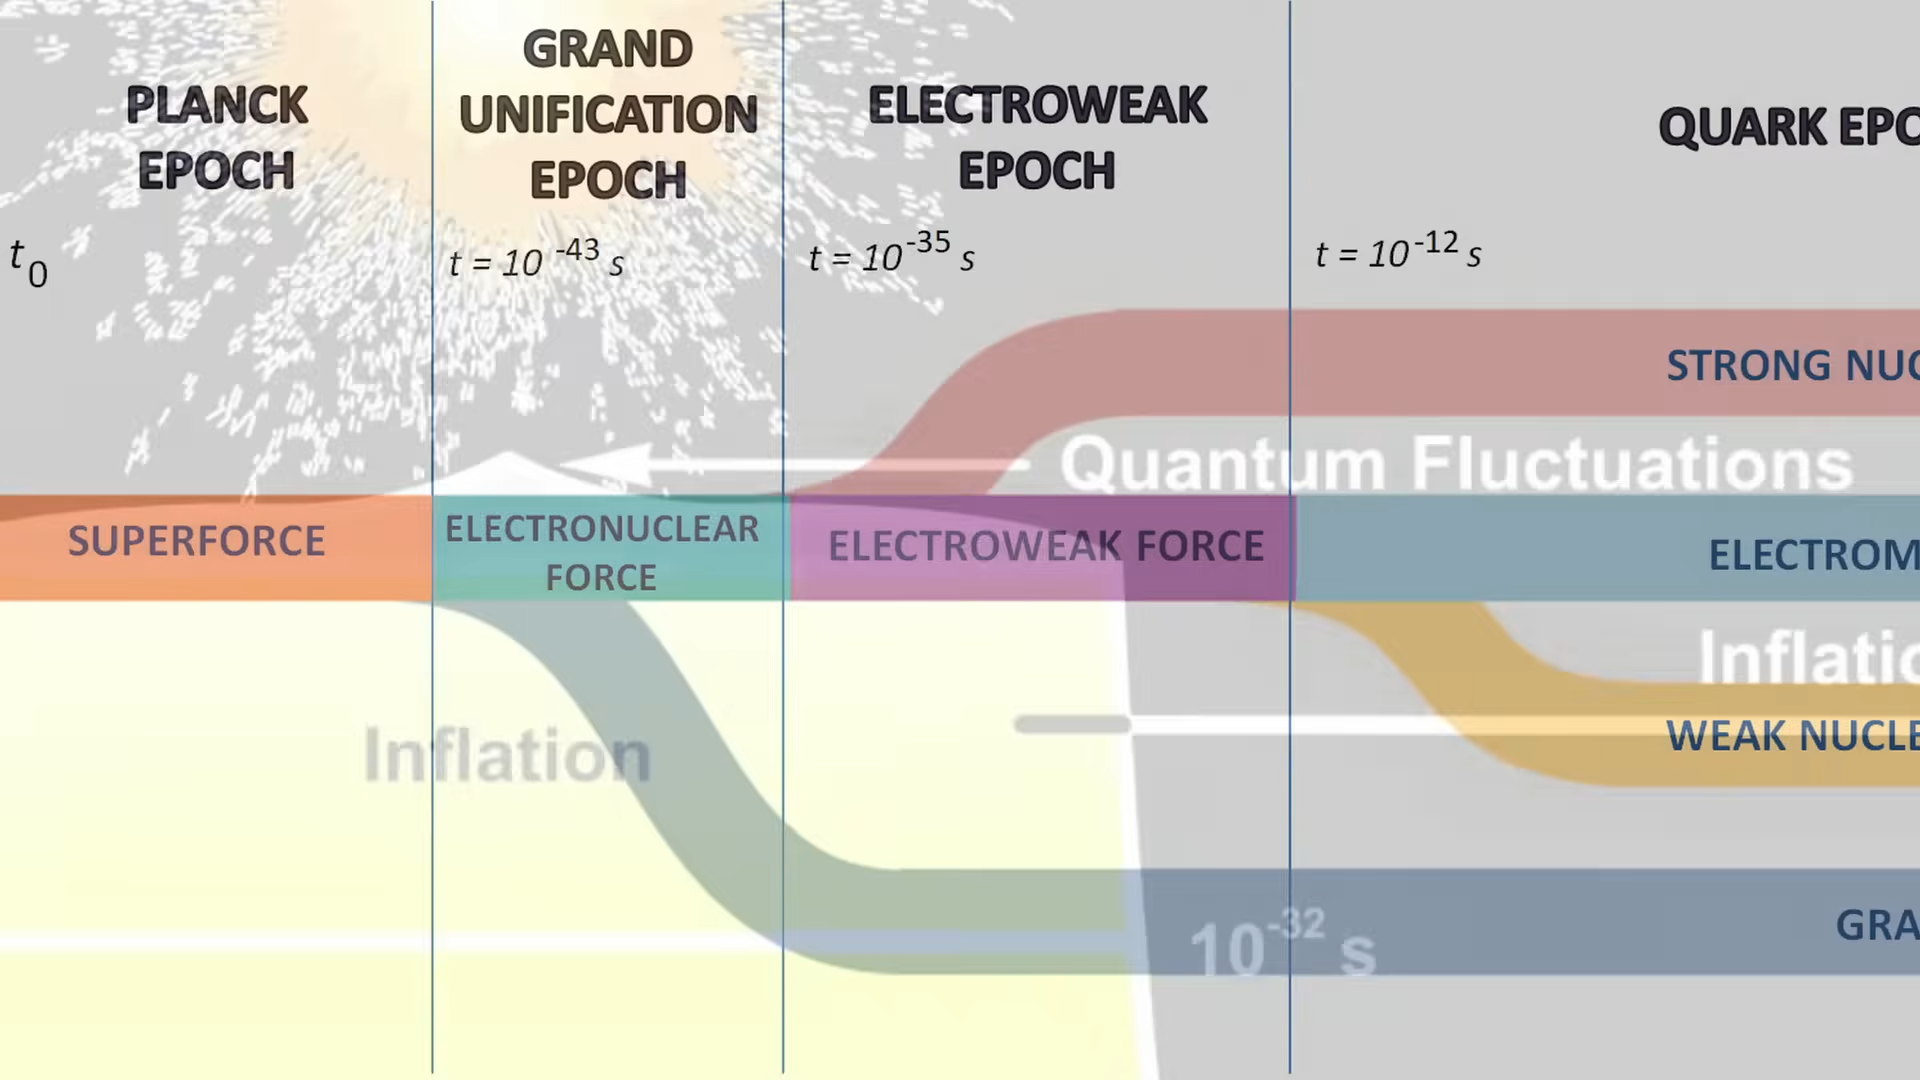 PLANCK
EPOCH
GRAND
UNIFICATION
EPOCH
ELECTROWEAK
EPOCH
QUARK EPO
t₀
t = 10⁻⁴³ s
t = 10⁻³⁵ s
t = 10⁻¹² s
STRONG NUC
Quantum Fluctuations
SUPERFORCE
ELECTRONUCLEAR
FORCE
ELECTROWEAK FORCE
ELECTROM
Inflatio
WEAK NUCLE
Inflation
GRA
10⁻³² s